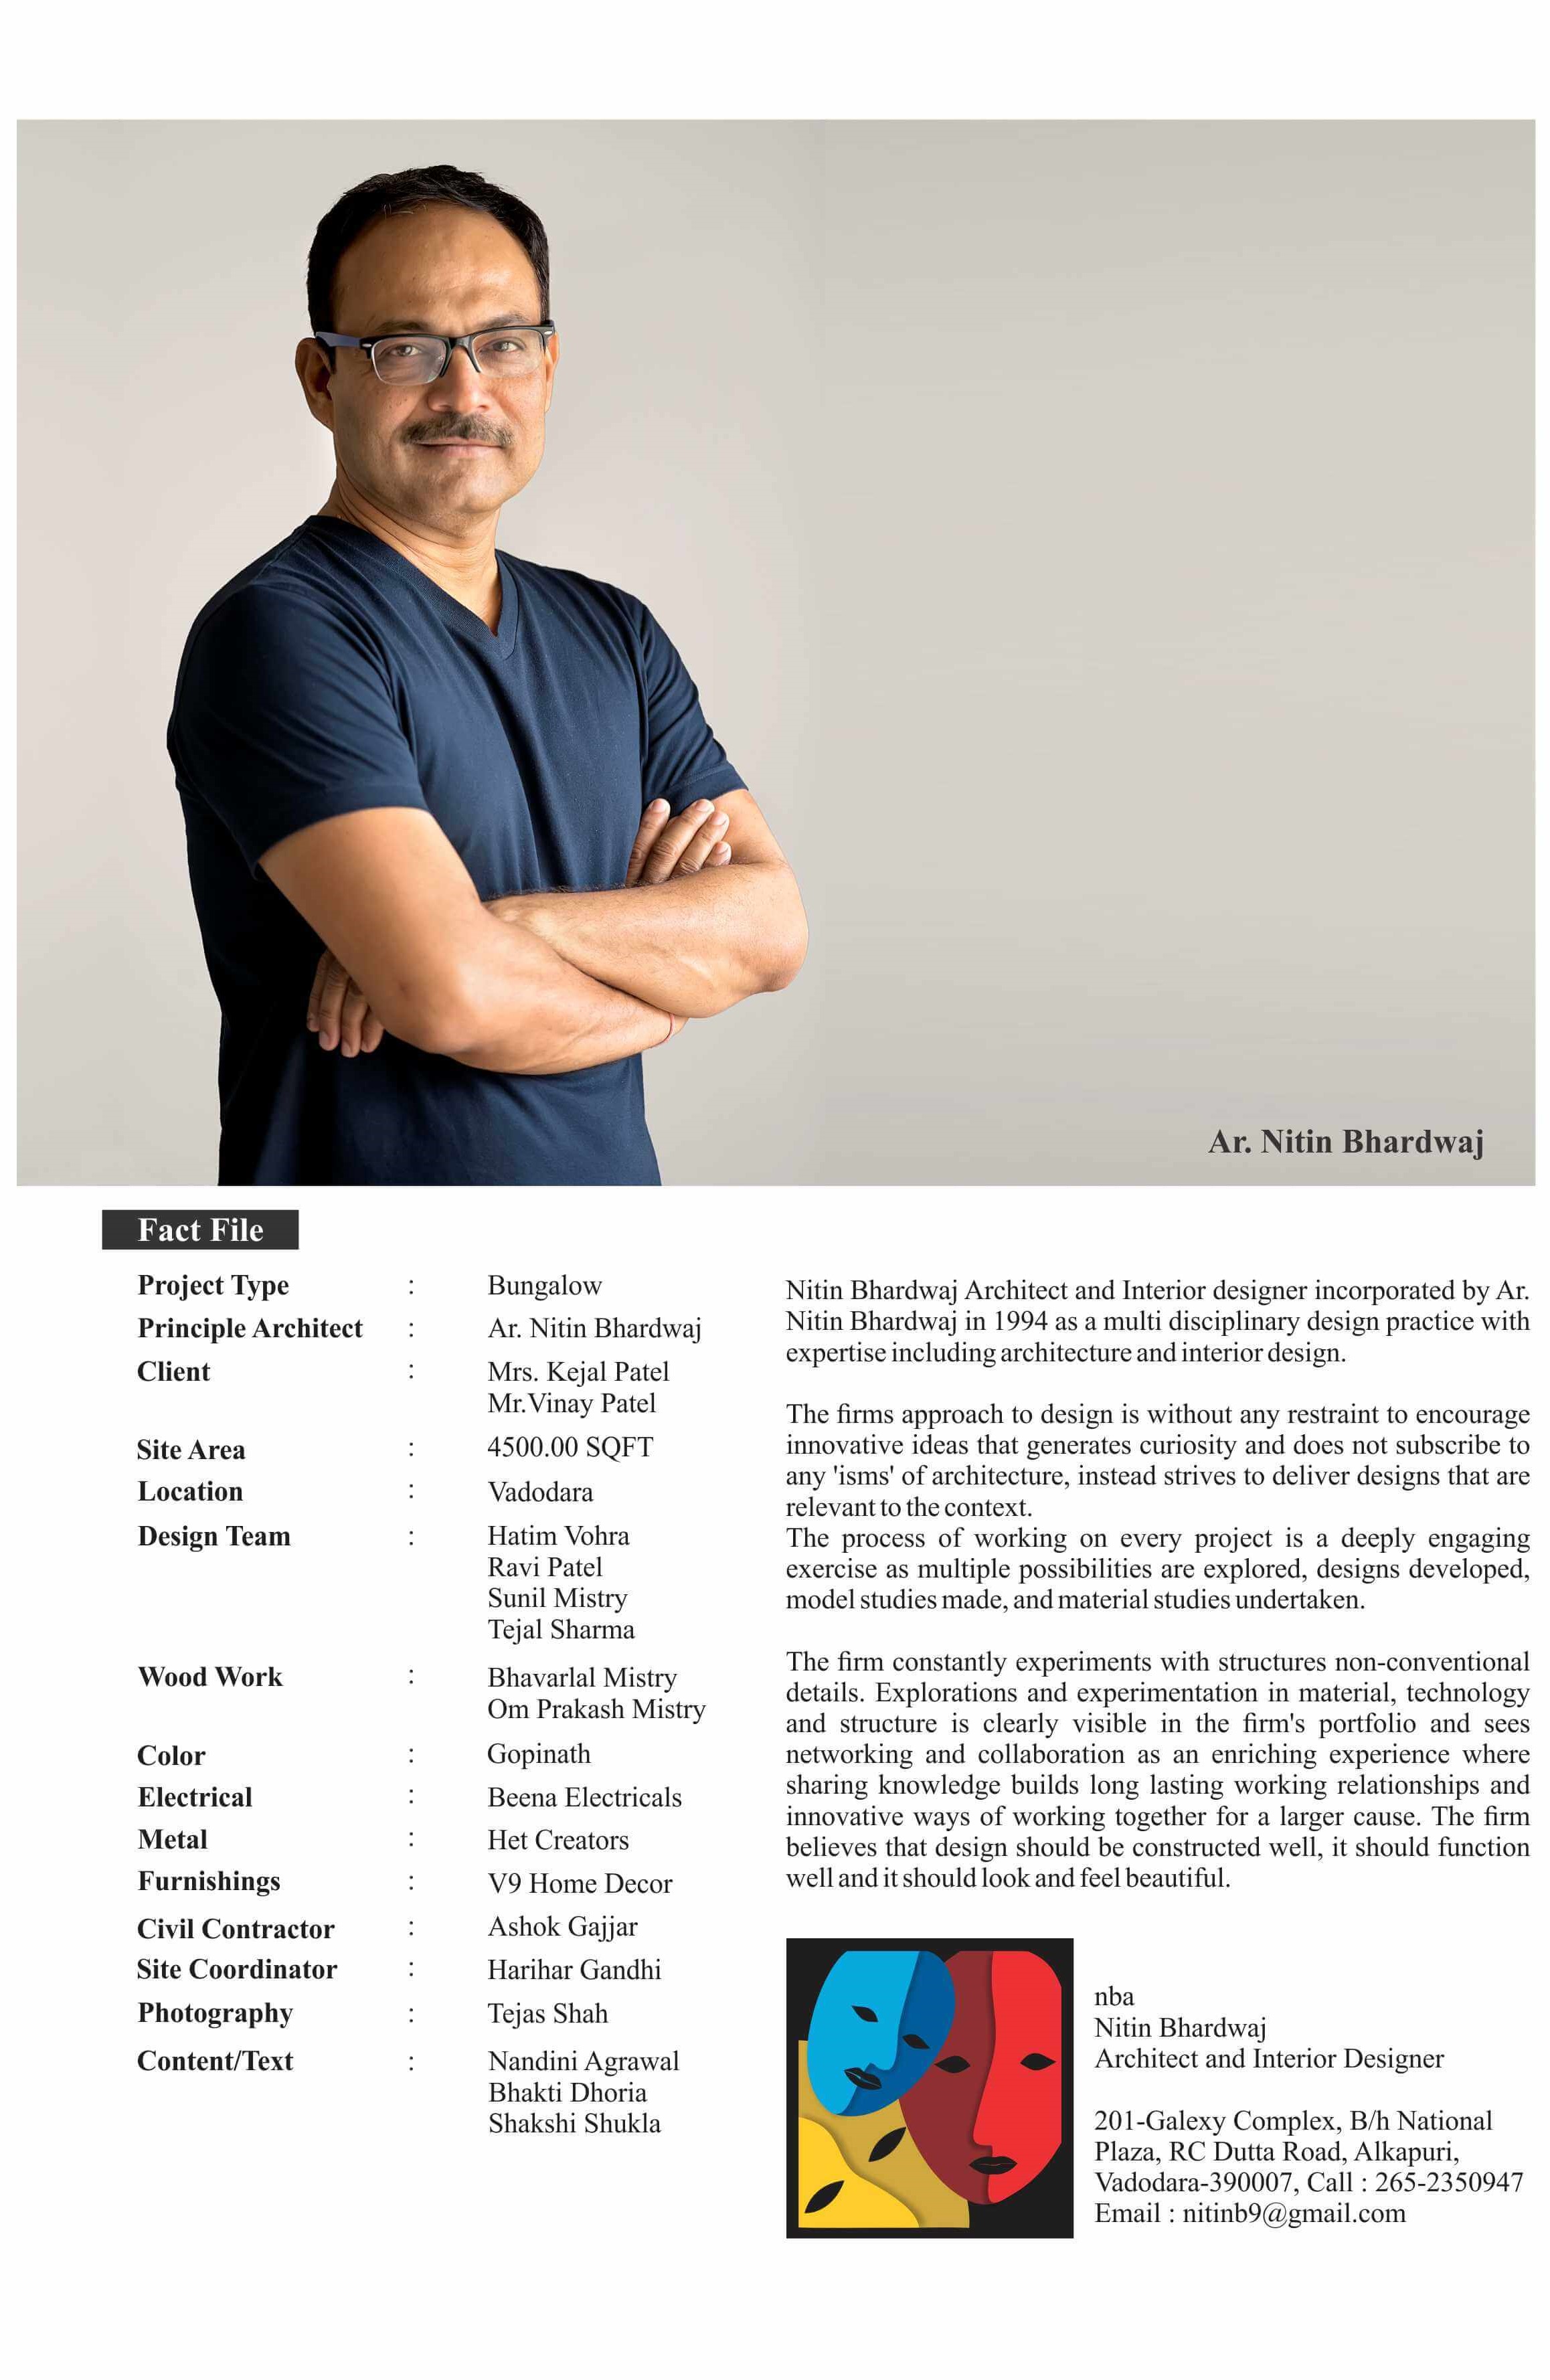 Ar. Nitin Bhardwaj
Fact File
Project Type : Bungalow
Principle Architect : Ar. Nitin Bhardwaj
Client : Mrs. Kejal Patel
Mr.Vinay Patel
Site Area : 4500.00 SQFT
Location : Vadodara
Design Team : Hatim Vohra
Ravi Patel
Sunil Mistry
Tejal Sharma
Wood Work : Bhavarlal Mistry
Om Prakash Mistry
Color : Gopinath
Electrical : Beena Electricals
Metal : Het Creators
Furnishings : V9 Home Decor
Civil Contractor : Ashok Gajjar
Site Coordinator : Harihar Gandhi
Photography : Tejas Shah
Content/Text : Nandini Agrawal
Bhakti Dhoria
Shakshi Shukla
Nitin Bhardwaj Architect and Interior designer incorporated by Ar.
Nitin Bhardwaj in 1994 as a multi disciplinary design practice with
expertise including architecture and interior design.
The firms approach to design is without any restraint to encourage
innovative ideas that generates curiosity and does not subscribe to
any 'isms' of architecture, instead strives to deliver designs that are
relevant to the context.
The process of working on every project is a deeply engaging
exercise as multiple possibilities are explored, designs developed,
model studies made, and material studies undertaken.
The firm constantly experiments with structures non-conventional
details. Explorations and experimentation in material, technology
and structure is clearly visible in the firm's portfolio and sees
networking and collaboration as an enriching experience where
sharing knowledge builds long lasting working relationships and
innovative ways of working together for a larger cause. The firm
believes that design should be constructed well, it should function
well and it should look and feel beautiful.
nba
Nitin Bhardwaj
Architect and Interior Designer
201-Galexy Complex, B/h National
Plaza, RC Dutta Road, Alkapuri,
Vadodara-390007, Call : 265-2350947
Email : nitinb9@gmail.com